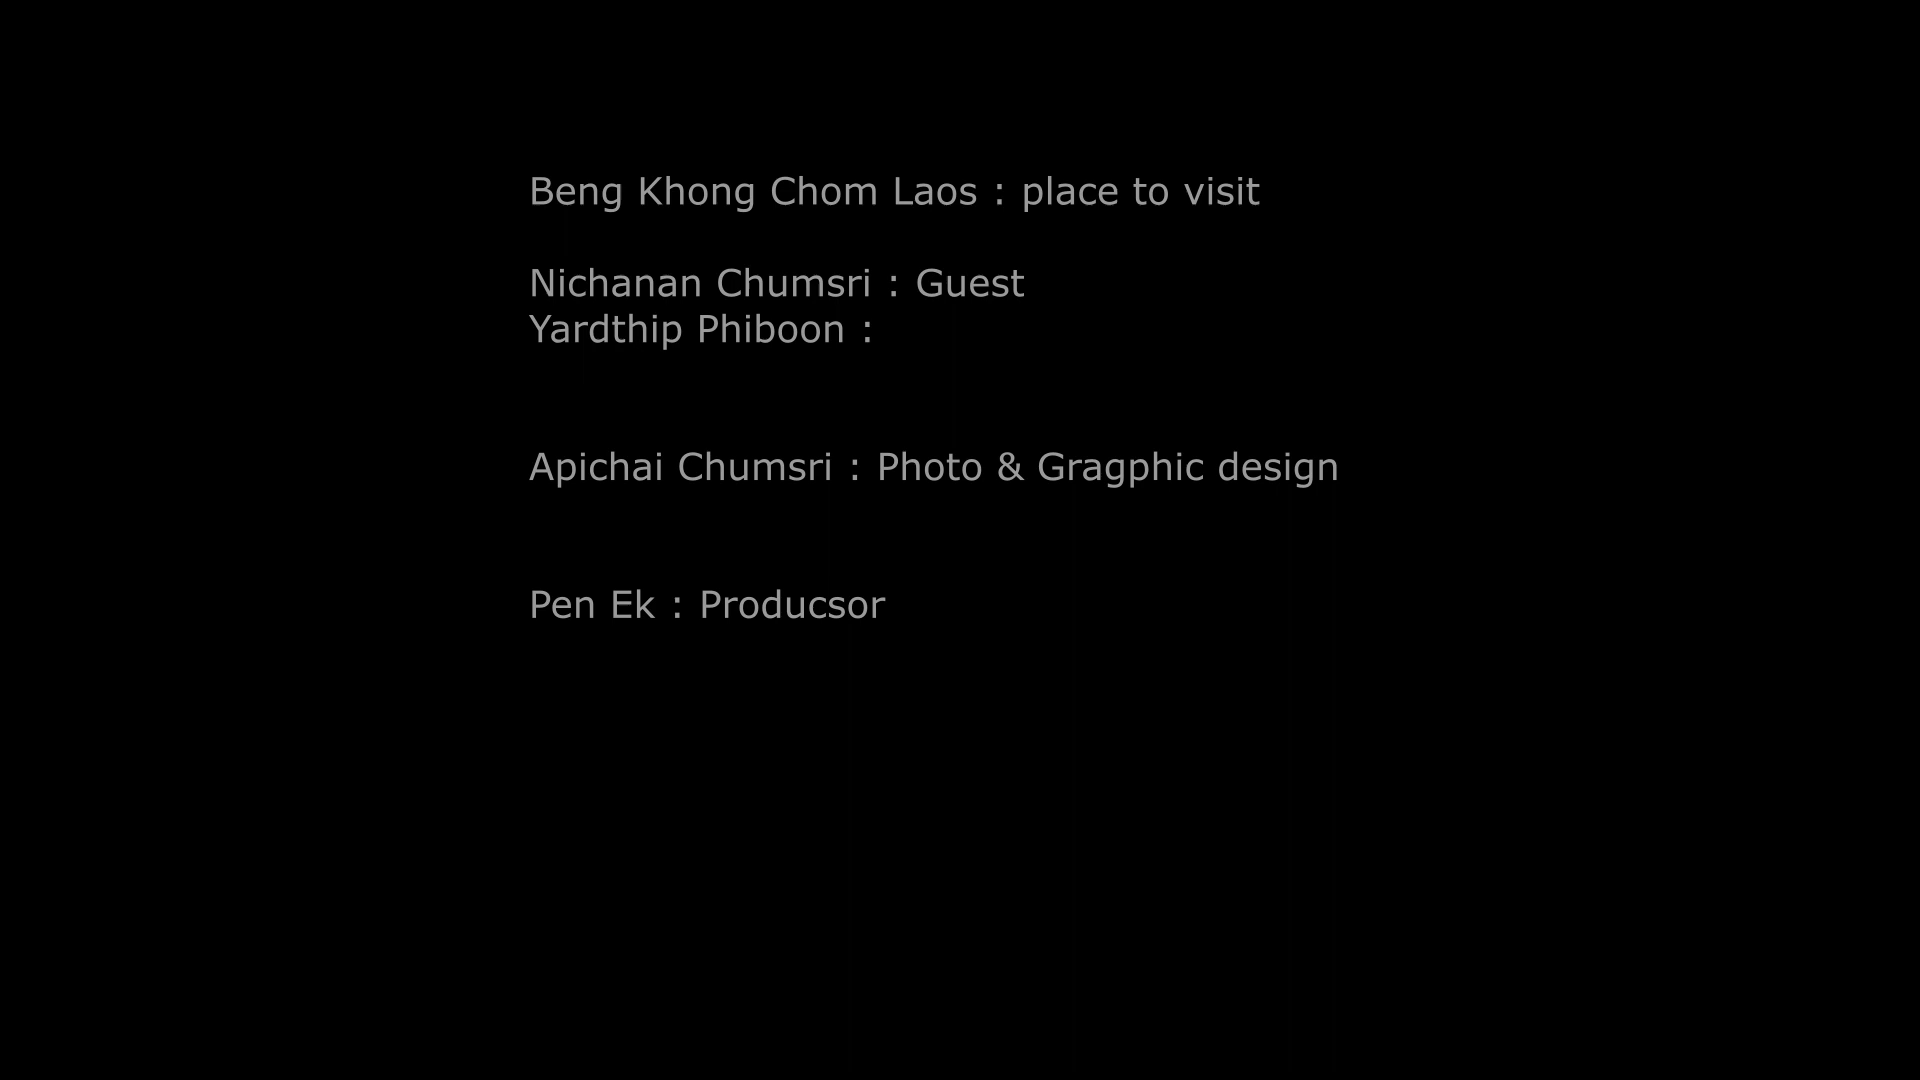 Beng Khong Chom Laos : place to visit
Nichanan Chumsri : Guest
Yardthip Phiboon :
Apichai Chumsri : Photo & Gragphic design
Pen Ek : Producsor